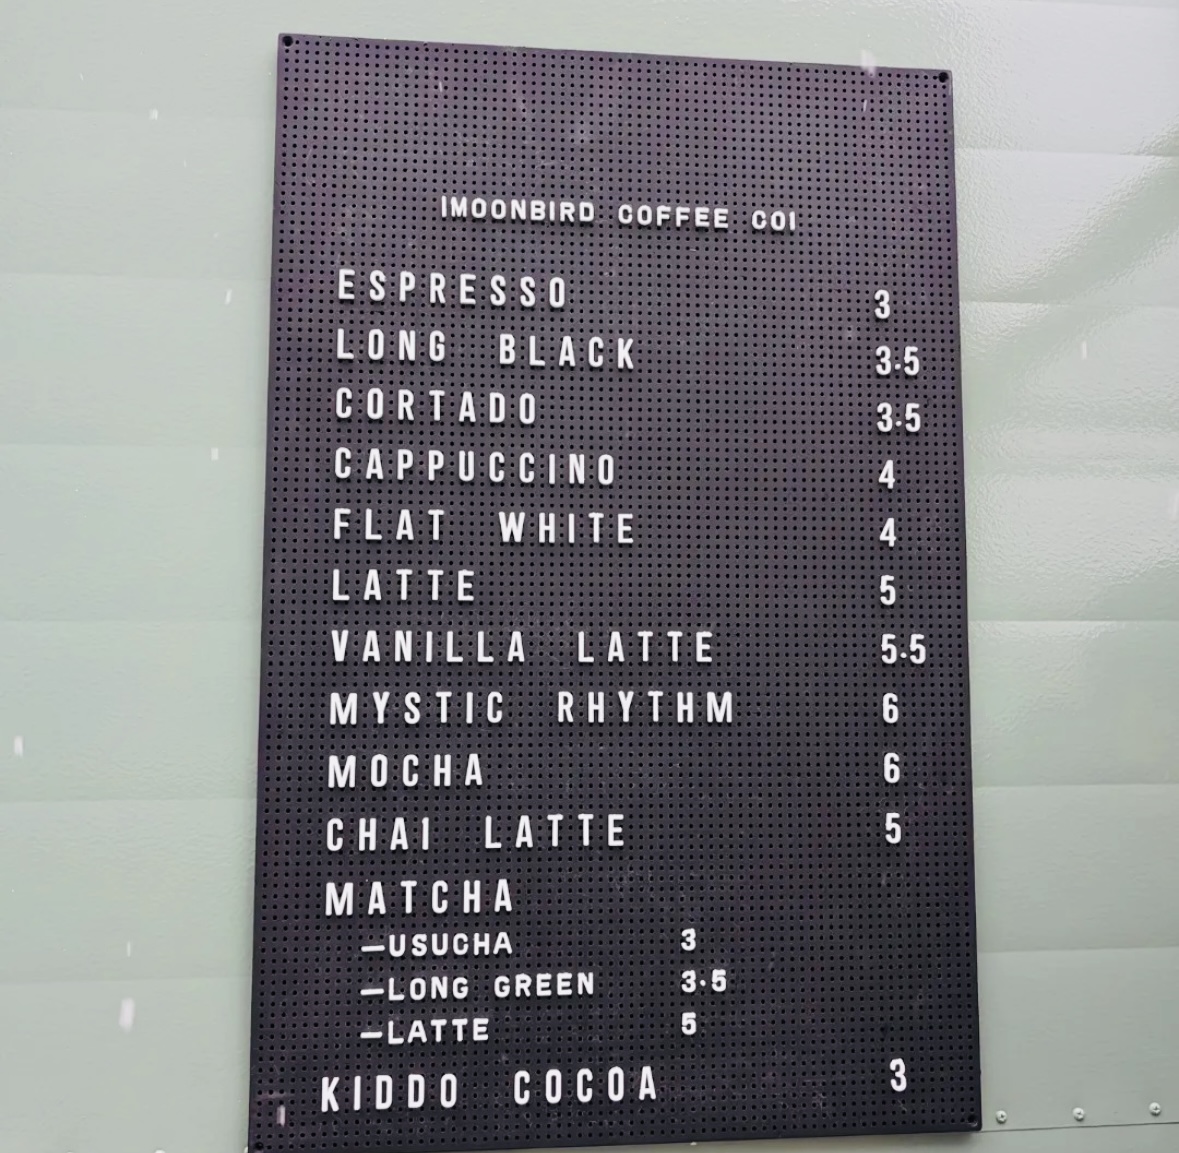 IMOONBIRD COFFEE COI
ESPRESSO 3
LONG BLACK 3.5
CORTADO 3.5
CAPPUCCINO 4
FLAT WHITE 4
LATTE 5
VANILLA LATTE 5.5
MYSTIC RHYTHM 6
MOCHA 6
CHAI LATTE 5
MATCHA
—USUCHA 3
—LONG GREEN 3.5
—LATTE 5
KIDDO COCOA 3